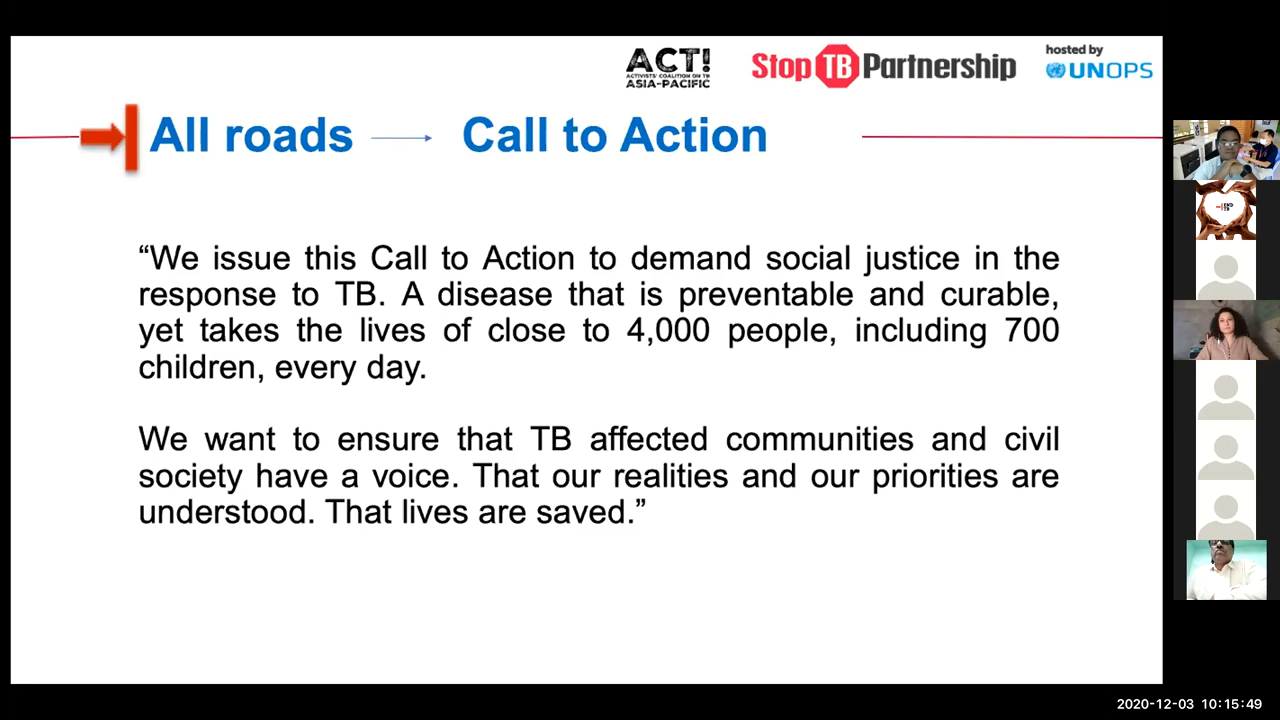 ACT!
ACTIVISTS' COALITION ON TB
ASIA-PACIFIC
Stop TB Partnership
hosted by
UNOPS
All roads Call to Action
“We issue this Call to Action to demand social justice in the
response to TB. A disease that is preventable and curable,
yet takes the lives of close to 4,000 people, including 700
children, every day.
We want to ensure that TB affected communities and civil
society have a voice. That our realities and our priorities are
understood. That lives are saved.”
END
TB
2020-12-03 10:15:49